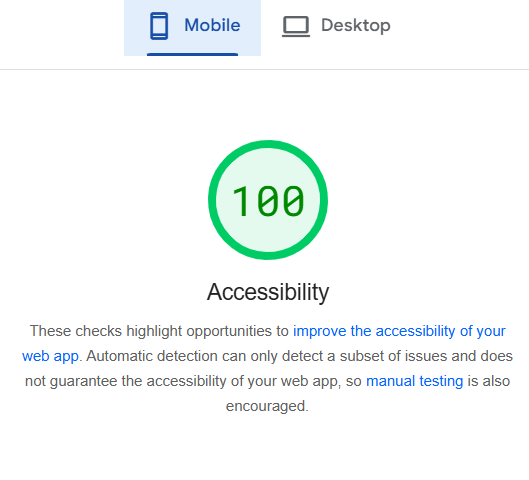 Mobile
Desktop
100
Accessibility
These checks highlight opportunities to improve the accessibility of your
web app. Automatic detection can only detect a subset of issues and does
not guarantee the accessibility of your web app, so manual testing is also
encouraged.